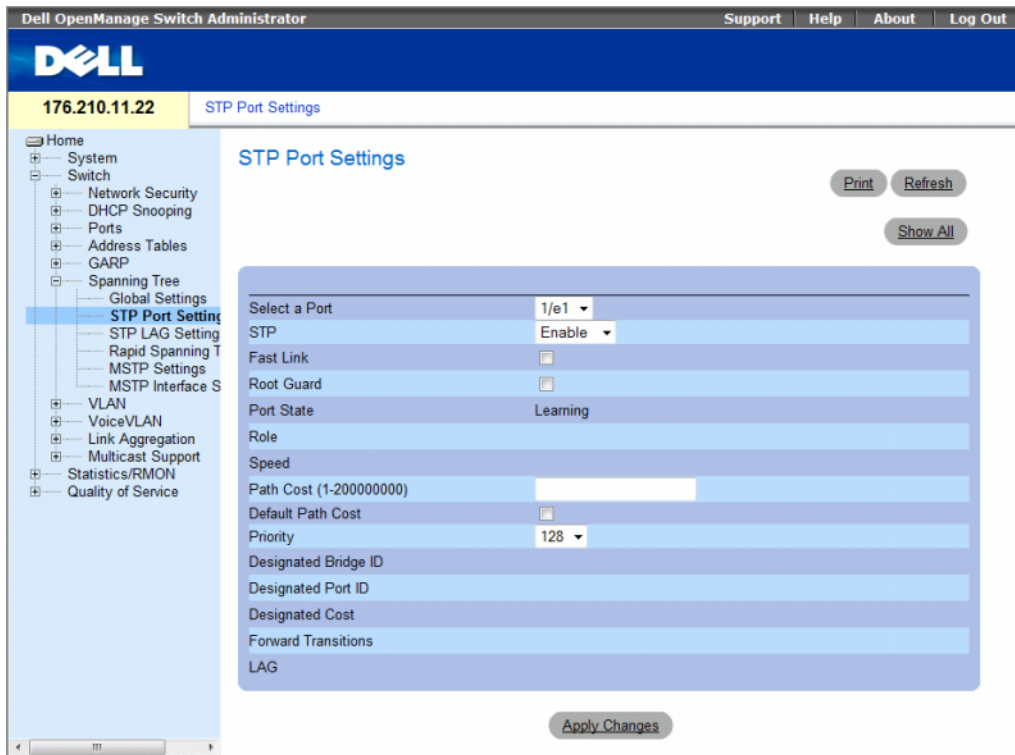 Dell OpenManage Switch Administrator
Support Help About Log Out
DELL
176.210.11.22
STP Port Settings
Home
System
Switch
Network Security
DHCP Snooping
Ports
Address Tables
GARP
Spanning Tree
Global Settings
STP Port Setting
STP LAG Setting
Rapid Spanning T
MSTP Settings
MSTP Interface S
VLAN
VoiceVLAN
Link Aggregation
Multicast Support
Statistics/RMON
Quality of Service
STP Port Settings
Print Refresh
Show All
Select a Port 1/e1
STP Enable
Fast Link
Root Guard
Port State Learning
Role
Speed
Path Cost (1-200000000)
Default Path Cost
Priority 128
Designated Bridge ID
Designated Port ID
Designated Cost
Forward Transitions
LAG
Apply Changes